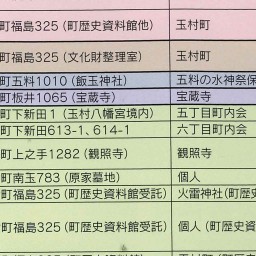 町福島325（町歴史資料館他） 玉村町
町福島325（文化財整理室） 玉村町
町五料1010（飯玉神社） 五料の水神祭保
町板井1065（宝蔵寺） 宝蔵寺
町下新田1（玉村八幡宮境内） 五丁目町内会
町下新田613-1、614-1 六丁目町内会
町上之手1282（観照寺） 観照寺
町南玉783（原家墓地） 個人
町福島325（町歴史資料館受託） 火雷神社（町歴
町福島325（町歴史資料館受託） 個人（町歴史資